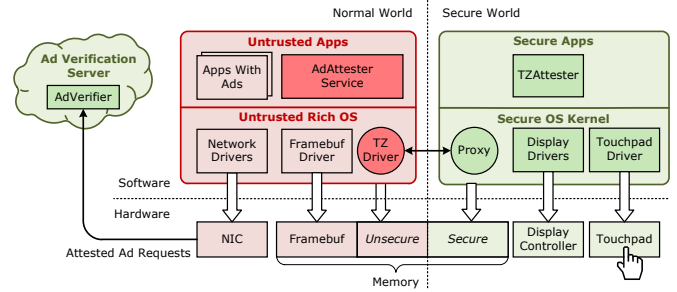 Normal World
Secure World
Ad Verification
Server
AdVerifier
Untrusted Apps
Apps With
Ads
AdAttester
Service
Untrusted Rich OS
Network
Drivers
Framebuf
Driver
TZ
Driver
Secure Apps
TZAttester
Secure OS Kernel
Proxy
Display
Drivers
Touchpad
Driver
Software
Hardware
Attested Ad Requests
NIC
Framebuf
Unsecure
Secure
Display
Controller
Touchpad
Memory